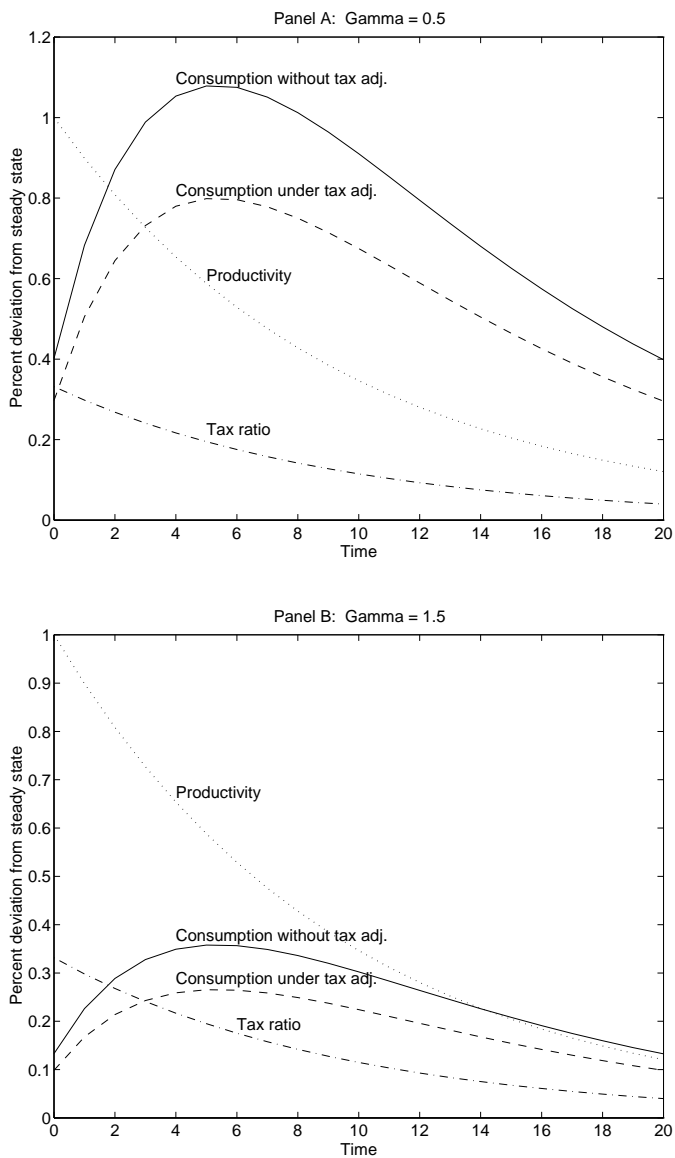 Panel A: Gamma = 0.5
Percent deviation from steady state
1.2
1
0.8
0.6
0.4
0.2
0
Consumption without tax adj.
Consumption under tax adj.
Productivity
Tax ratio
0 2 4 6 8 10 12 14 16 18 20
Time
Panel B: Gamma = 1.5
Percent deviation from steady state
1
0.9
0.8
0.7
0.6
0.5
0.4
0.3
0.2
0.1
0
Productivity
Consumption without tax adj.
Consumption under tax adj.
Tax ratio
0 2 4 6 8 10 12 14 16 18 20
Time